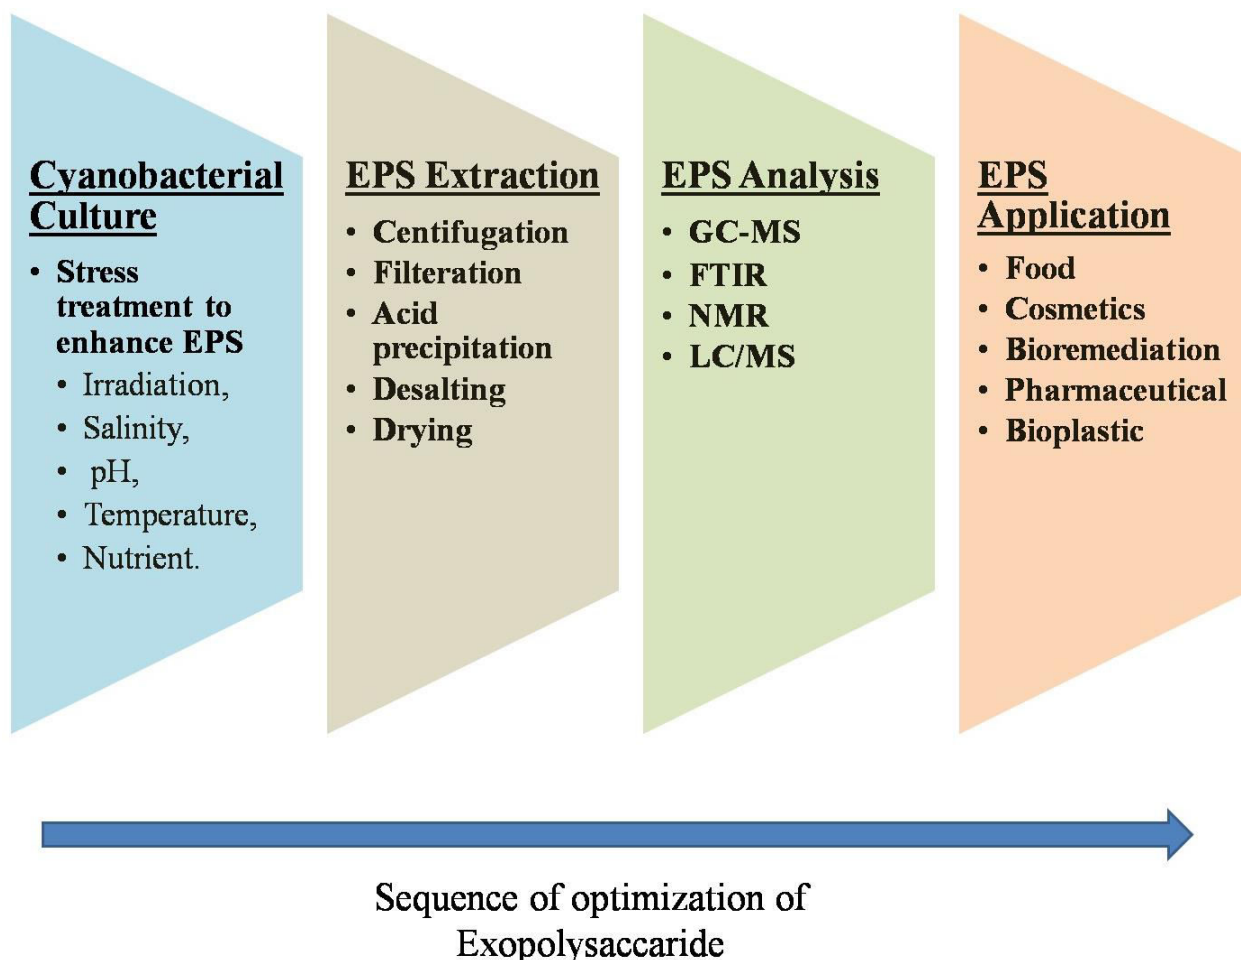 Cyanobacterial
Culture
• Stress
treatment to
enhance EPS
• Irradiation,
• Salinity,
• pH,
• Temperature,
• Nutrient.
EPS Extraction
• Centifugation
• Filteration
• Acid
precipitation
• Desalting
• Drying
EPS Analysis
• GC-MS
• FTIR
• NMR
• LC/MS
EPS
Application
• Food
• Cosmetics
• Bioremediation
• Pharmaceutical
• Bioplastic
Sequence of optimization of
Exopolysaccaride